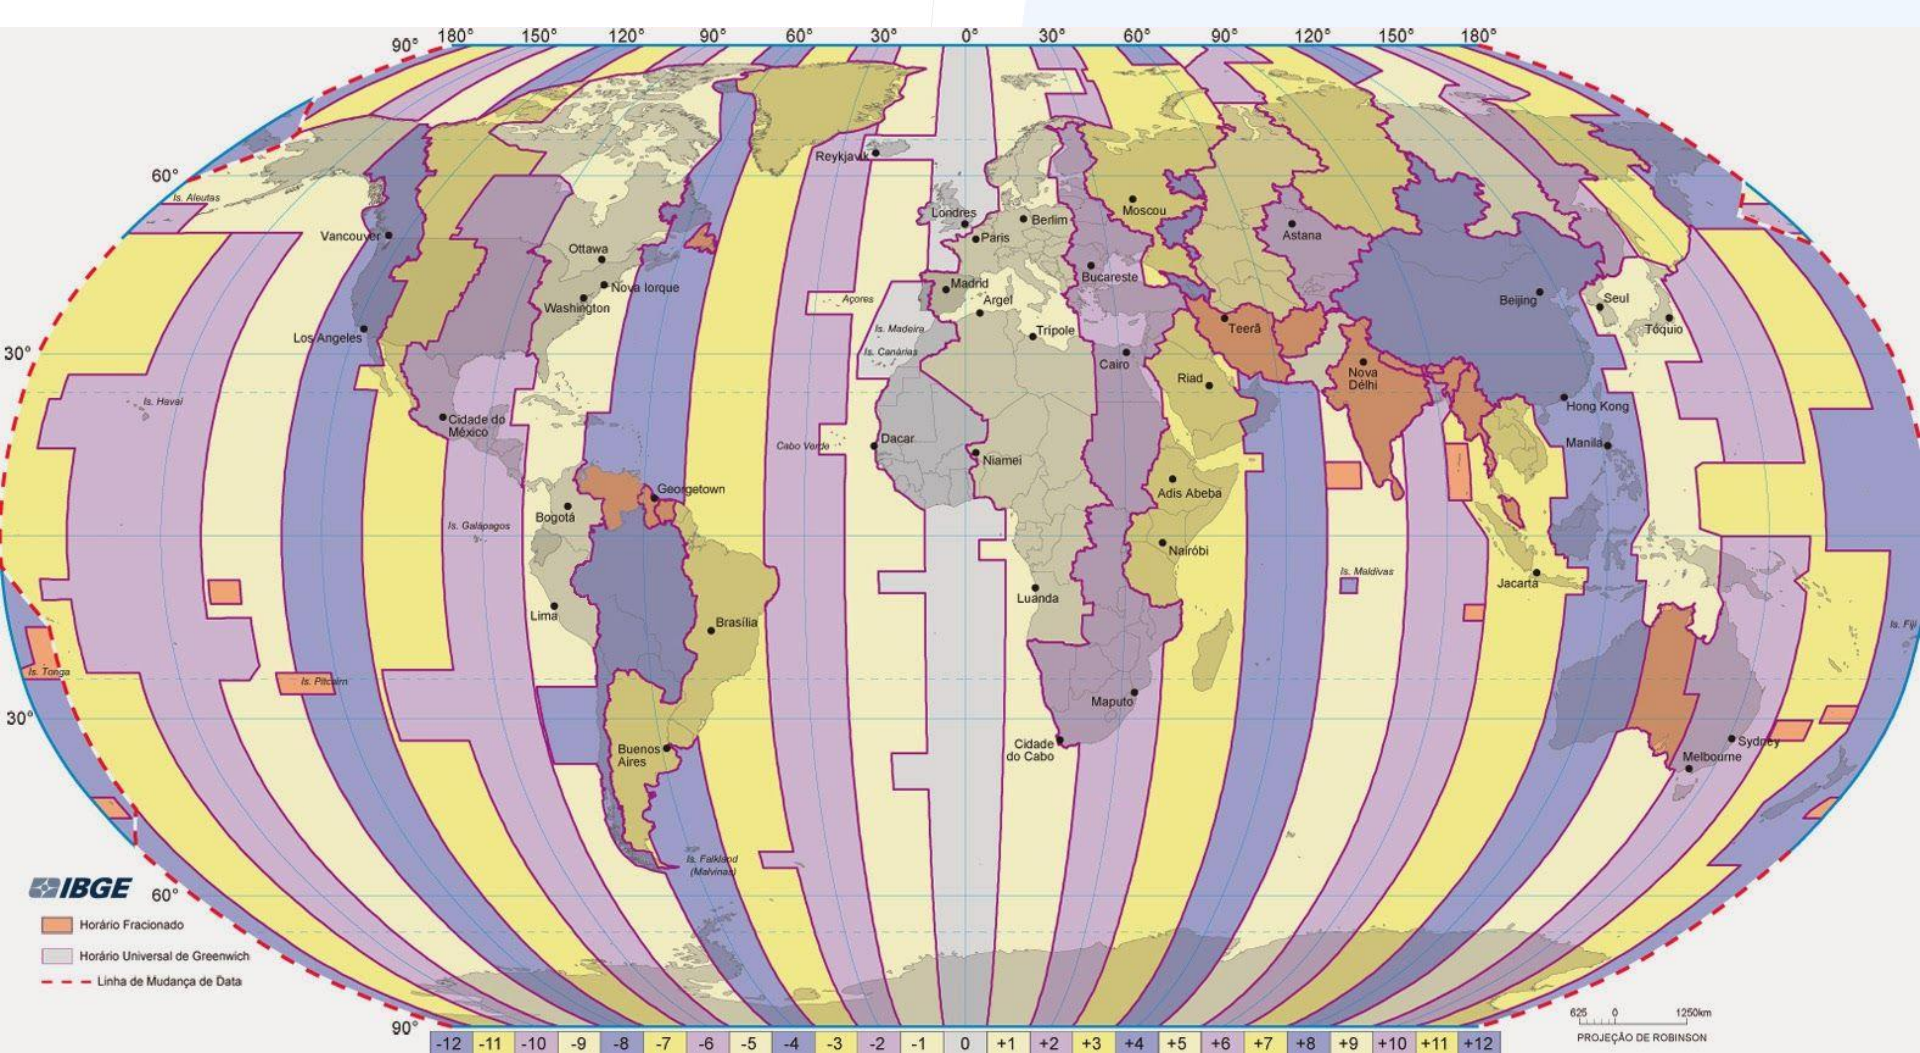 90° 180° 150° 120° 90° 60° 30° 0° 30° 60° 90° 120° 150° 180°
Reykjavik
60°
Is. Aleutas
Londres
Berlim
Moscou
Vancouver
Paris
Astana
Ottawa
Bucareste
Nova Iorque
Madrid
Washington
Argel
Açores
Beijing
Seul
Los Angeles
Is. Madeira
Trípole
Teerã
Tóquio
30°
Is. Canárias
Cairo
Nova
Délhi
Riad
Is. Havaí
Hong Kong
Cidade do
México
Cabo Verde
Dacar
Manila
Niamei
Georgetown
Adis Abeba
Bogotá
Is. Galápagos
Nairóbi
Is. Maldivas
Jacarta
Lima
Luanda
Brasília
Is. Fiji
Is. Tonga
Is. Pitcairn
Maputo
30°
Buenos
Aires
Cidade
do Cabo
Sydney
Melbourne
Is. Falkland
(Malvinas)
IBGE
60°
Horário Fracionado
Horário Universal de Greenwich
Linha de Mudança de Data
90°
625 0 1250km
PROJEÇÃO DE ROBINSON
-12 -11 -10 -9 -8 -7 -6 -5 -4 -3 -2 -1 0 +1 +2 +3 +4 +5 +6 +7 +8 +9 +10 +11 +12